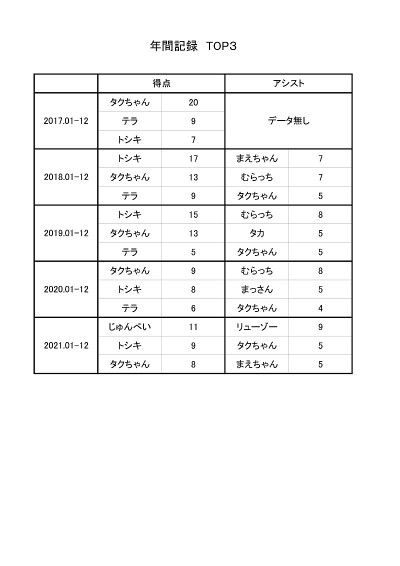 年間記録 TOP3
得点 アシスト
2017.01-12 タクちゃん 20 データ無し
テラ 9
トシキ 7
2018.01-12 トシキ 17 まえちゃん 7
タクちゃん 13 むらっち 7
テラ 9 タクちゃん 5
2019.01-12 トシキ 15 むらっち 8
タクちゃん 13 タカ 5
テラ 5 タクちゃん 5
2020.01-12 タクちゃん 9 むらっち 8
トシキ 8 まっさん 5
テラ 6 タクちゃん 4
2021.01-12 じゅんぺい 11 リューゾー 9
トシキ 9 タクちゃん 5
タクちゃん 8 まえちゃん 5